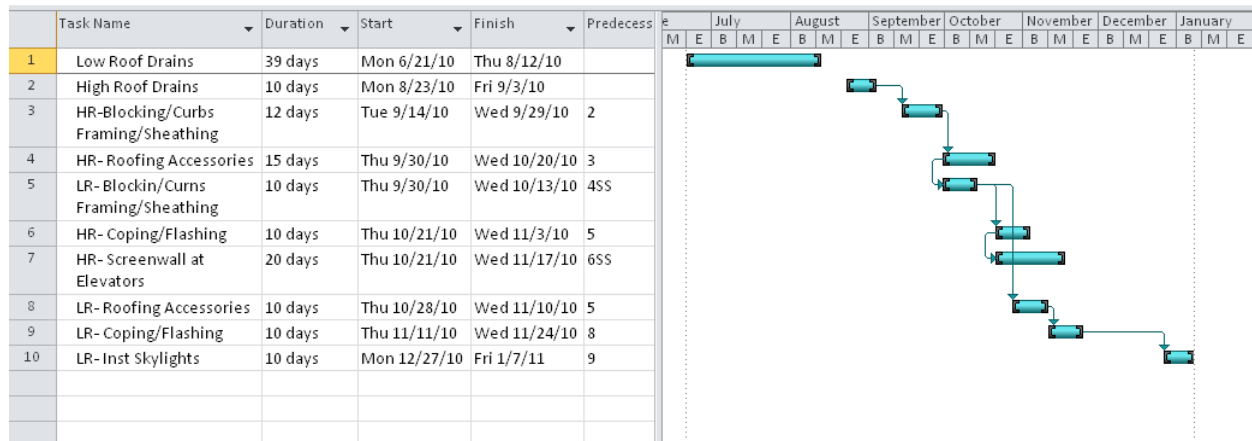 Task Name Duration Start Finish Predecess e July August September October November December January
M E B M E B M E B M E B M E B M E B M E B M E
1 Low Roof Drains 39 days Mon 6/21/10 Thu 8/12/10
2 High Roof Drains 10 days Mon 8/23/10 Fri 9/3/10
3 HR-Blocking/Curbs 12 days Tue 9/14/10 Wed 9/29/10 2
Framing/Sheathing
4 HR- Roofing Accessories 15 days Thu 9/30/10 Wed 10/20/10 3
5 LR- Blockin/Curns 10 days Thu 9/30/10 Wed 10/13/10 4SS
Framing/Sheathing
6 HR- Coping/Flashing 10 days Thu 10/21/10 Wed 11/3/10 5
7 HR- Screenwall at 20 days Thu 10/21/10 Wed 11/17/10 6SS
Elevators
8 LR- Roofing Accessories 10 days Thu 10/28/10 Wed 11/10/10 5
9 LR- Coping/Flashing 10 days Thu 11/11/10 Wed 11/24/10 8
10 LR- Inst Skylights 10 days Mon 12/27/10 Fri 1/7/11 9